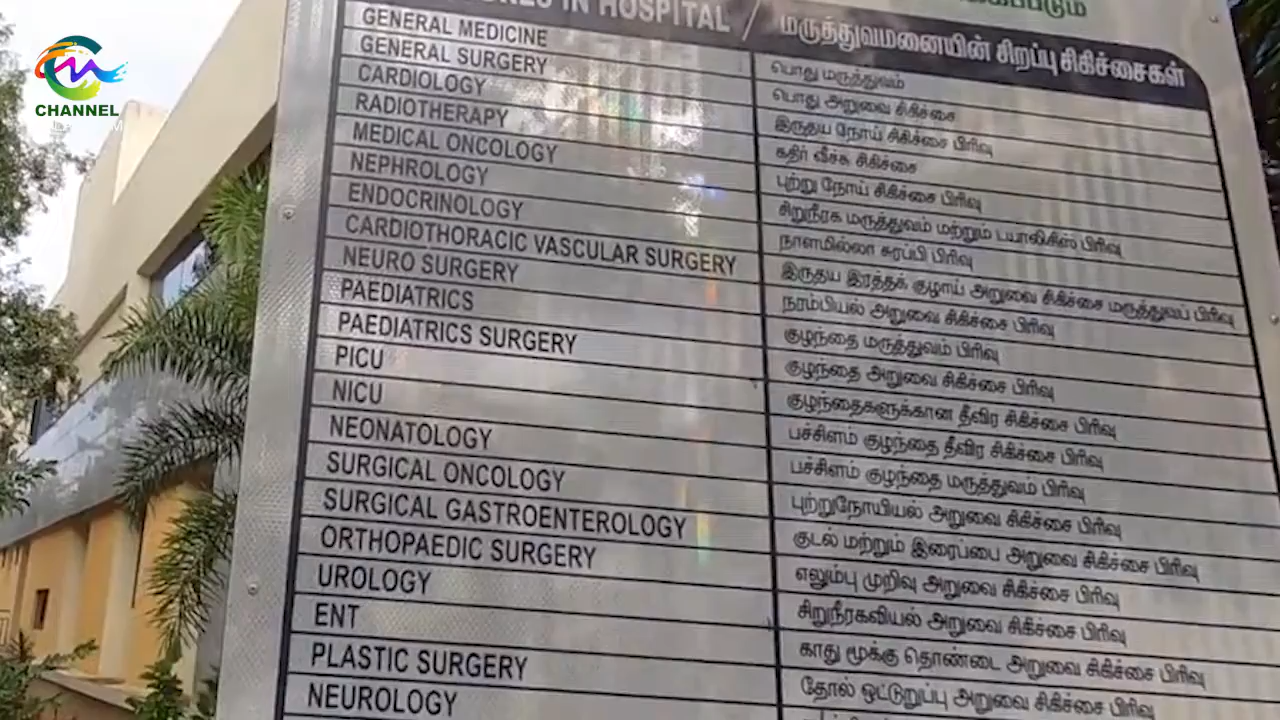 CHANNEL
IN HOSPITAL / மருத்துவமனையின் சிறப்பு சிகிச்சைகள்
GENERAL MEDICINE பொது மருத்துவம்
GENERAL SURGERY பொது அறுவை சிகிச்சை
CARDIOLOGY இருதய நோய் சிகிச்சை பிரிவு
RADIOTHERAPY கதிர் வீச்சு சிகிச்சை
MEDICAL ONCOLOGY புற்று நோய் சிகிச்சை பிரிவு
NEPHROLOGY சிறுநீரக மருத்துவம் மற்றும் டயாலிசிஸ் பிரிவு
ENDOCRINOLOGY நாளமில்லா சுரப்பி பிரிவு
CARDIOTHORACIC VASCULAR SURGERY இருதய இரத்தக் குழாய் அறுவை சிகிச்சை மருத்துவப் பிரிவு
NEURO SURGERY நரம்பியல் அறுவை சிகிச்சை பிரிவு
PAEDIATRICS குழந்தை மருத்துவம் பிரிவு
PAEDIATRICS SURGERY குழந்தை அறுவை சிகிச்சை பிரிவு
PICU குழந்தைகளுக்கான தீவிர சிகிச்சை பிரிவு
NICU பச்சிளம் குழந்தை தீவிர சிகிச்சை பிரிவு
NEONATOLOGY பச்சிளம் குழந்தை மருத்துவம் பிரிவு
SURGICAL ONCOLOGY புற்றுநோயியல் அறுவை சிகிச்சை பிரிவு
SURGICAL GASTROENTEROLOGY குடல் மற்றும் இரைப்பை அறுவை சிகிச்சை பிரிவு
ORTHOPAEDIC SURGERY எலும்பு முறிவு அறுவை சிகிச்சை பிரிவு
UROLOGY சிறுநீரகவியல் அறுவை சிகிச்சை பிரிவு
ENT காது மூக்கு தொண்டை அறுவை சிகிச்சை பிரிவு
PLASTIC SURGERY தோல் ஒட்டுறுப்பு அறுவை சிகிச்சை பிரிவு
NEUROLOGY